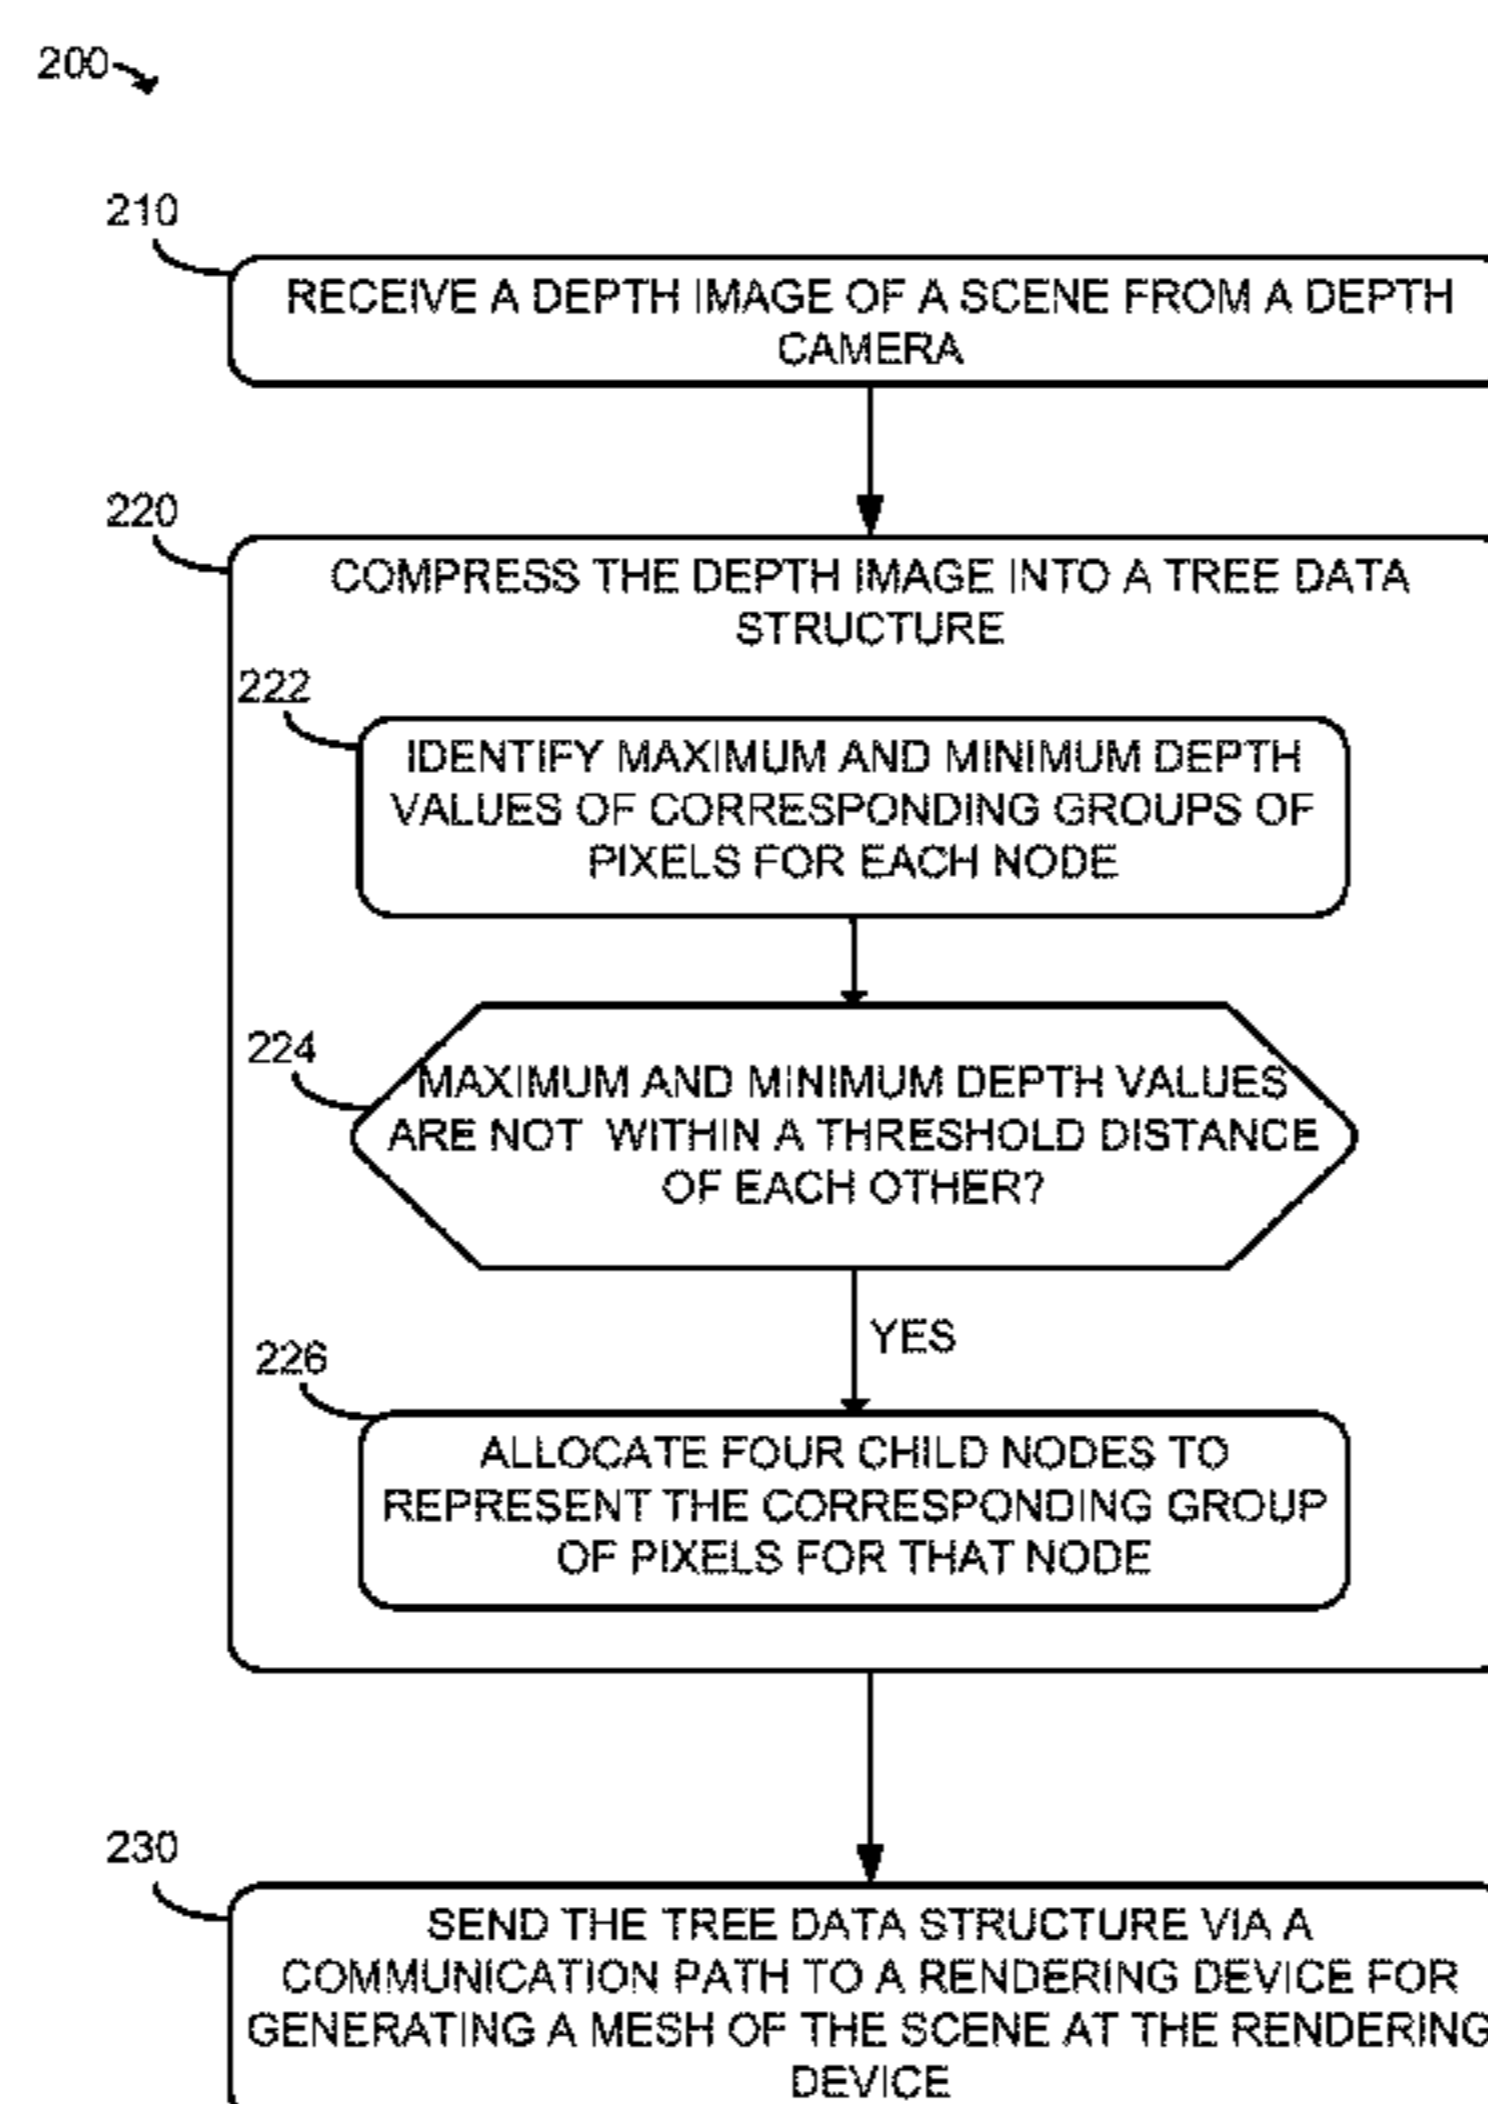 200
210
RECEIVE A DEPTH IMAGE OF A SCENE FROM A DEPTH
CAMERA
220
COMPRESS THE DEPTH IMAGE INTO A TREE DATA
STRUCTURE
222
IDENTIFY MAXIMUM AND MINIMUM DEPTH
VALUES OF CORRESPONDING GROUPS OF
PIXELS FOR EACH NODE
224
MAXIMUM AND MINIMUM DEPTH VALUES
ARE NOT WITHIN A THRESHOLD DISTANCE
OF EACH OTHER?
YES
226
ALLOCATE FOUR CHILD NODES TO
REPRESENT THE CORRESPONDING GROUP
OF PIXELS FOR THAT NODE
230
SEND THE TREE DATA STRUCTURE VIA A
COMMUNICATION PATH TO A RENDERING DEVICE FOR
GENERATING A MESH OF THE SCENE AT THE RENDERING
DEVICE